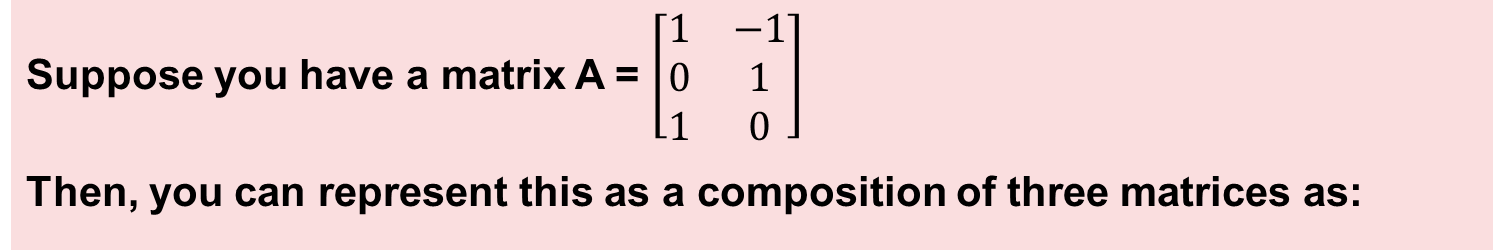 Suppose you have a matrix A = [1 −1
0 1
1 0]
Then, you can represent this as a composition of three matrices as: